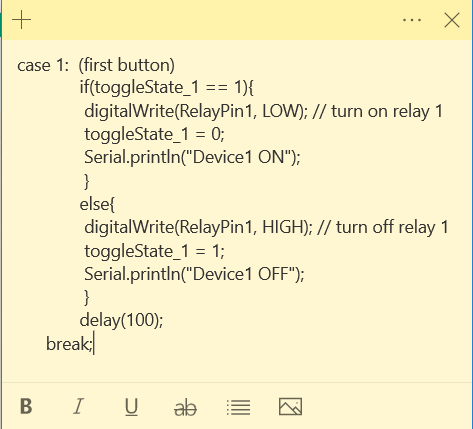 case 1:  (first button)
if(toggleState_1 == 1){
digitalWrite(RelayPin1, LOW); // turn on relay 1
toggleState_1 = 0;
Serial.println("Device1 ON");
}
else{
digitalWrite(RelayPin1, HIGH); // turn off relay 1
toggleState_1 = 1;
Serial.println("Device1 OFF");
}
delay(100);
break;
B I U ab